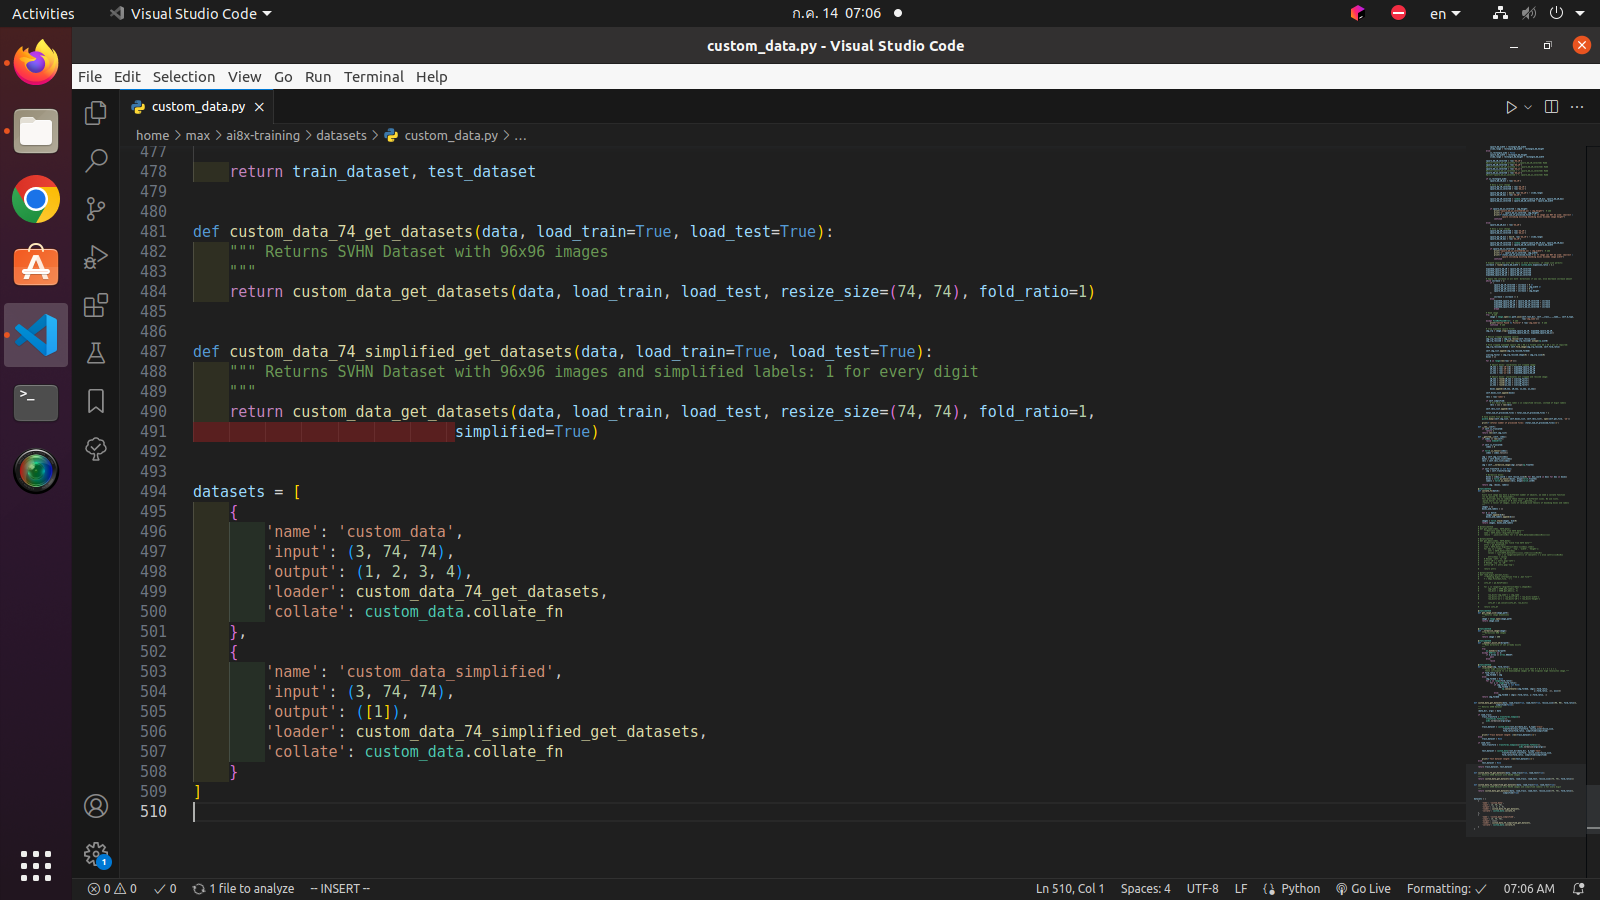 Activities
Visual Studio Code
ก.ค. 14 07:06
en
custom_data.py - Visual Studio Code
File Edit Selection View Go Run Terminal Help
custom_data.py
home > max > ai8x-training > datasets > custom_data.py > ...
477
478 return train_dataset, test_dataset
479
480
481 def custom_data_74_get_datasets(data, load_train=True, load_test=True):
482 """ Returns SVHN Dataset with 96x96 images
483 """
484 return custom_data_get_datasets(data, load_train, load_test, resize_size=(74, 74), fold_ratio=1)
485
486
487 def custom_data_74_simplified_get_datasets(data, load_train=True, load_test=True):
488 """ Returns SVHN Dataset with 96x96 images and simplified labels: 1 for every digit
489 """
490 return custom_data_get_datasets(data, load_train, load_test, resize_size=(74, 74), fold_ratio=1,
491 simplified=True)
492
493
494 datasets = [
495 {
496 'name': 'custom_data',
497 'input': (3, 74, 74),
498 'output': (1, 2, 3, 4),
499 'loader': custom_data_74_get_datasets,
500 'collate': custom_data.collate_fn
501 },
502 {
503 'name': 'custom_data_simplified',
504 'input': (3, 74, 74),
505 'output': ([1]),
506 'loader': custom_data_74_simplified_get_datasets,
507 'collate': custom_data.collate_fn
508 }
509 ]
510
1
0 0 0 1 file to analyze -- INSERT -- Ln 510, Col 1 Spaces: 4 UTF-8 LF Python Go Live Formatting: 07:06 AM